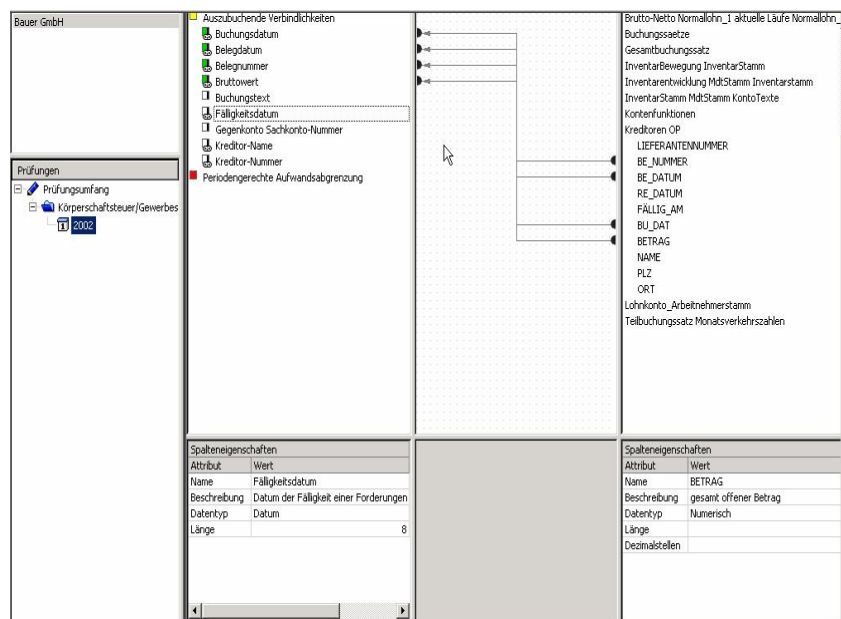 Bauer GmbH
Prüfungen
Prüfungsumfang
Körperschaftsteuer/Gewerbes
2002
Auszubuchende Verbindlichkeiten
Buchungsdatum
Belegdatum
Belegnummer
Bruttowert
Buchungstext
Fälligkeitsdatum
Gegenkonto Sachkonto-Nummer
Kreditor-Name
Kreditor-Nummer
Periodengerechte Aufwandsabgrenzung
Brutto-Netto Normallohn_1 aktuelle Läufe Normallohn_
Buchungssaetze
Gesamtbuchungssatz
InventarBewegung InventarStamm
Inventarentwicklung MdtStamm Inventarstamm
InventarStamm MdtStamm KontoTexte
Kontenfunktionen
Kreditoren OP
LIEFERANTENNUMMER
BE_NUMMER
BE_DATUM
RE_DATUM
FÄLLIG_AM
BU_DAT
BETRAG
NAME
PLZ
ORT
Lohnkonto_Arbeitnehmerstamm
Teilbuchungssatz Monatsverkehrszahlen
Spalteneigenschaften
Attribut Wert
Name Fälligkeitsdatum
Beschreibung Datum der Fälligkeit einer Forderungen
Datentyp Datum
Länge 8
Spalteneigenschaften
Attribut Wert
Name BETRAG
Beschreibung gesamt offener Betrag
Datentyp Numerisch
Länge
Dezimalstellen